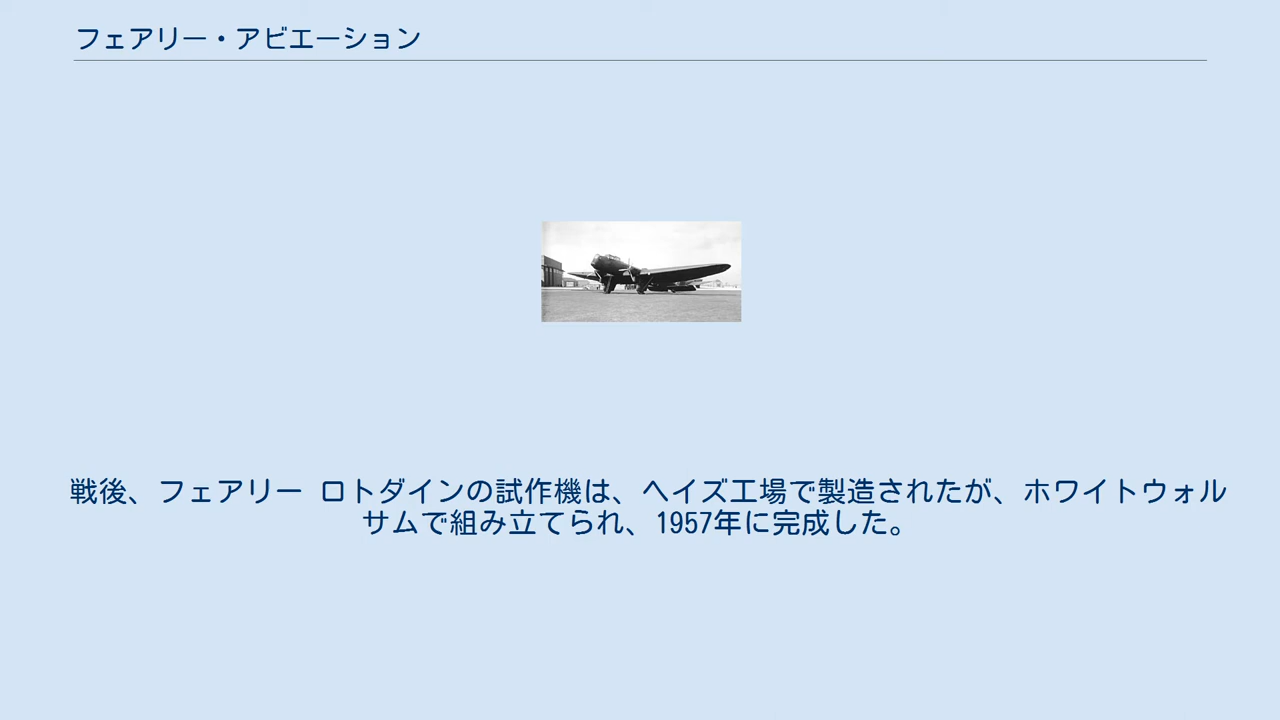 フェアリー・アビエーション
戦後、フェアリー ロトダインの試作機は、ヘイズ工場で製造されたが、ホワイトウォル
サムで組み立てられ、1957年に完成した。